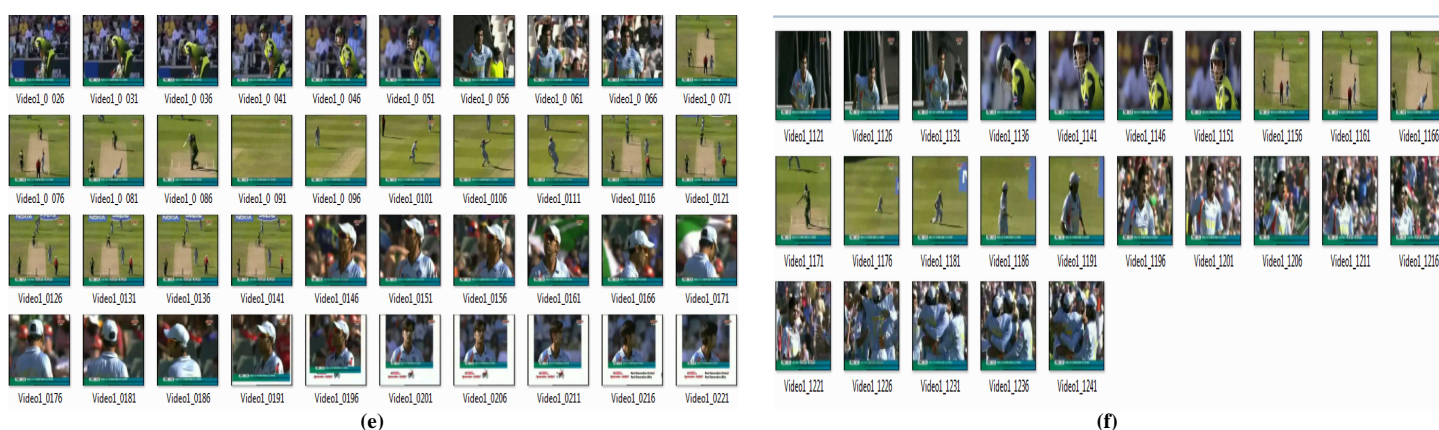 Video1_0 026 Video1_0 031 Video1_0 036 Video1_0 041 Video1_0 046 Video1_0 051 Video1_0 056 Video1_0 061 Video1_0 066 Video1_0 071
Video1_0 076 Video1_0 081 Video1_0 086 Video1_0 091 Video1_0 096 Video1_0101 Video1_0106 Video1_0111 Video1_0116 Video1_0121
NOKIA
Video1_0126 Video1_0131 Video1_0136 Video1_0141 Video1_0146 Video1_0151 Video1_0156 Video1_0161 Video1_0166 Video1_0171
Video1_0176 Video1_0181 Video1_0186 Video1_0191 Video1_0196 Video1_0201 Video1_0206 Video1_0211 Video1_0216 Video1_0221
(e)
Video1_1121 Video1_1126 Video1_1131 Video1_1136 Video1_1141 Video1_1146 Video1_1151 Video1_1156 Video1_1161 Video1_1166
Video1_1171 Video1_1176 Video1_1181 Video1_1186 Video1_1191 Video1_1196 Video1_1201 Video1_1206 Video1_1211 Video1_1216
Video1_1221 Video1_1226 Video1_1231 Video1_1236 Video1_1241
(f)